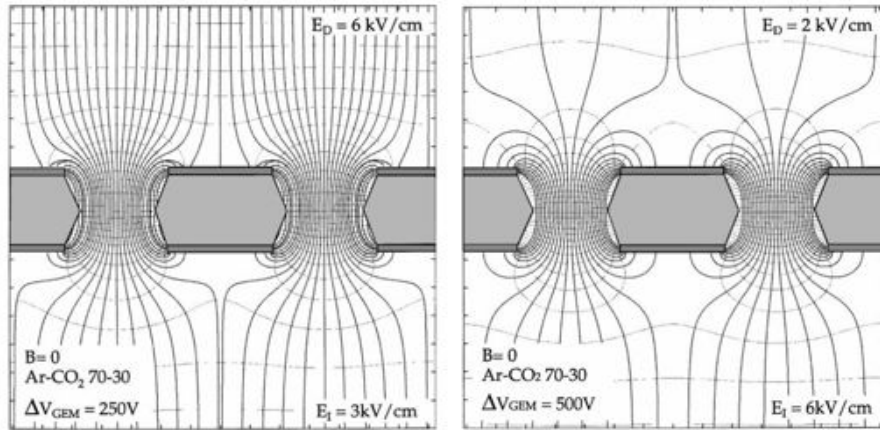 E_D = 6 kV/cm
B= 0
Ar-CO₂ 70-30
ΔV_GEM = 250V
E_I = 3kV/cm
E_D = 2 kV/cm
B= 0
Ar-CO₂ 70-30
ΔV_GEM = 500V
E_I = 6kV/cm